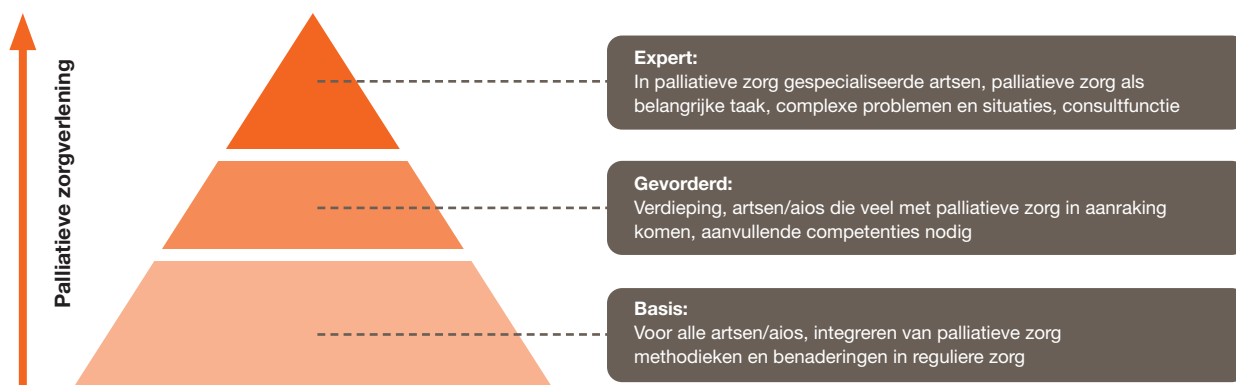 Palliatieve zorgverlening
Expert:
In palliatieve zorg gespecialiseerde artsen, palliatieve zorg als
belangrijke taak, complexe problemen en situaties, consultfunctie
Gevorderd:
Verdieping, artsen/aios die veel met palliatieve zorg in aanraking
komen, aanvullende competenties nodig
Basis:
Voor alle artsen/aios, integreren van palliatieve zorg
methodieken en benaderingen in reguliere zorg